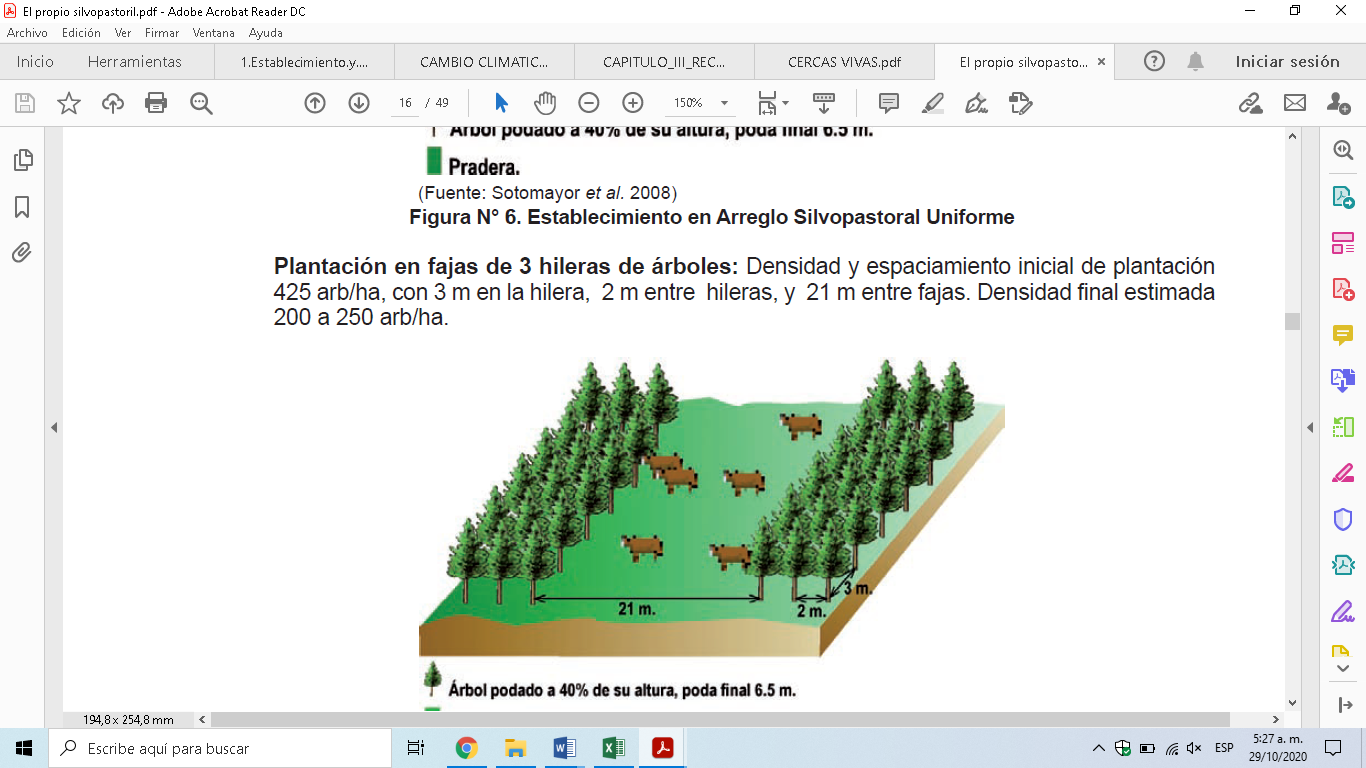 El propio silvopastoril.pdf - Adobe Acrobat Reader DC
Archivo Edición Ver Firmar Ventana Ayuda
Inicio Herramientas 1.Establecimiento.y.... CAMBIO CLIMATIC... CAPITULO_III_REC... CERCAS VIVAS.pdf El propio silvopasto... × Iniciar sesión
16 / 49 150%
Árbol podado a 40% de su altura, poda final 6.5 m.
Pradera.
(Fuente: Sotomayor et al. 2008)
Figura N° 6. Establecimiento en Arreglo Silvopastoral Uniforme
Plantación en fajas de 3 hileras de árboles: Densidad y espaciamiento inicial de plantación
425 arb/ha, con 3 m en la hilera, 2 m entre hileras, y 21 m entre fajas. Densidad final estimada
200 a 250 arb/ha.
3 m.
21 m.
2 m.
Árbol podado a 40% de su altura, poda final 6.5 m.
194,8 x 254,8 mm
Escribe aquí para buscar
ESP
5:27 a. m.
29/10/2020